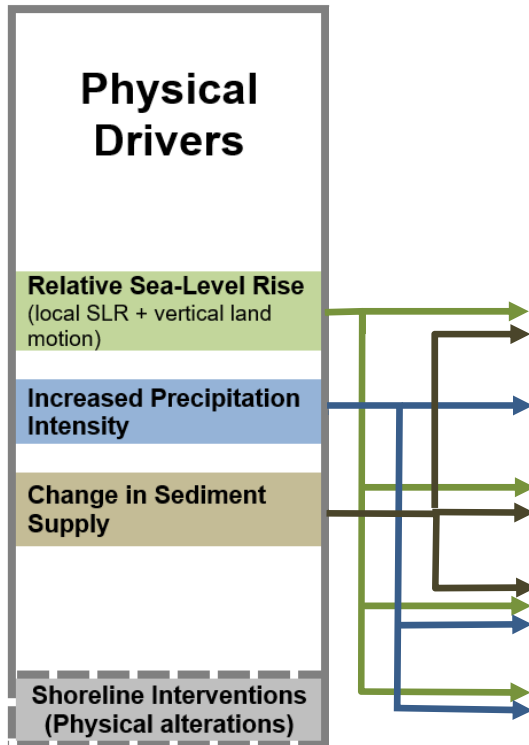 Physical
Drivers
Relative Sea-Level Rise
(local SLR + vertical land
motion)
Increased Precipitation
Intensity
Change in Sediment
Supply
Shoreline Interventions
(Physical alterations)